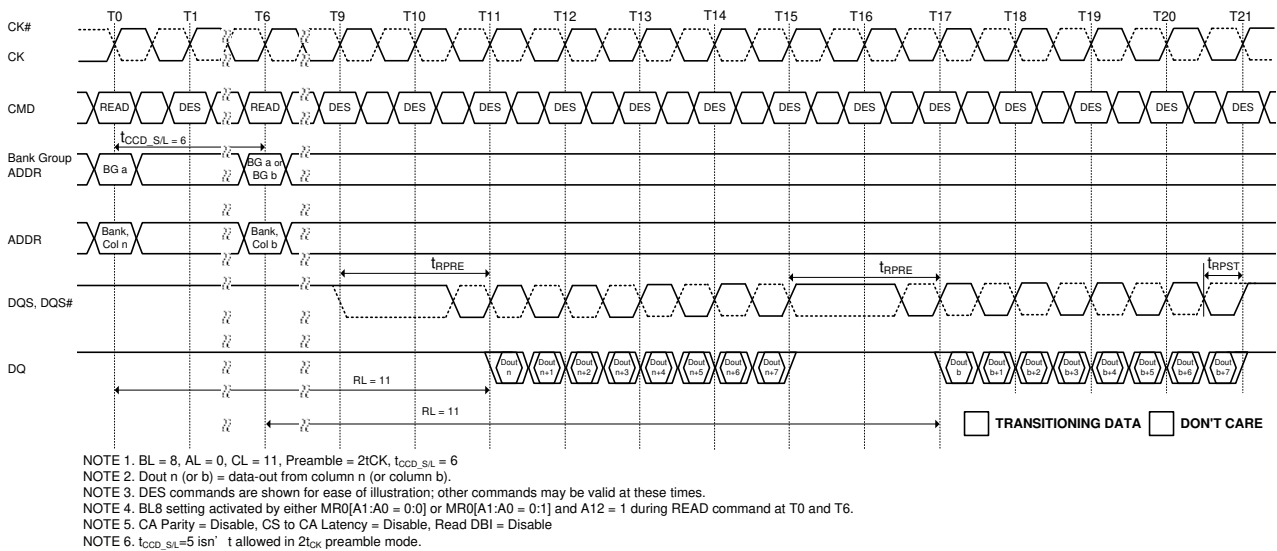 T0 T1 T6 T9 T10 T11 T12 T13 T14 T15 T16 T17 T18 T19 T20 T21
CK#
CK
CMD
READ DES READ DES DES DES DES DES DES DES DES DES DES DES DES DES
tCCD_S/L = 6
Bank Group
ADDR
BG a
BG a or
BG b
ADDR
Bank,
Col n
Bank,
Col b
tRPRE
tRPRE
tRPST
DQS, DQS#
DQ
Dout
n
Dout
n+1
Dout
n+2
Dout
n+3
Dout
n+4
Dout
n+5
Dout
n+6
Dout
n+7
Dout
b
Dout
b+1
Dout
b+2
Dout
b+3
Dout
b+4
Dout
b+5
Dout
b+6
Dout
b+7
RL = 11
RL = 11
TRANSITIONING DATA DON'T CARE
NOTE 1. BL = 8, AL = 0, CL = 11, Preamble = 2tCK, tCCD_S/L = 6
NOTE 2. Dout n (or b) = data-out from column n (or column b).
NOTE 3. DES commands are shown for ease of illustration; other commands may be valid at these times.
NOTE 4. BL8 setting activated by either MR0[A1:A0 = 0:0] or MR0[A1:A0 = 0:1] and A12 = 1 during READ command at T0 and T6.
NOTE 5. CA Parity = Disable, CS to CA Latency = Disable, Read DBI = Disable
NOTE 6. tCCD_S/L=5 isn' t allowed in 2tCK preamble mode.